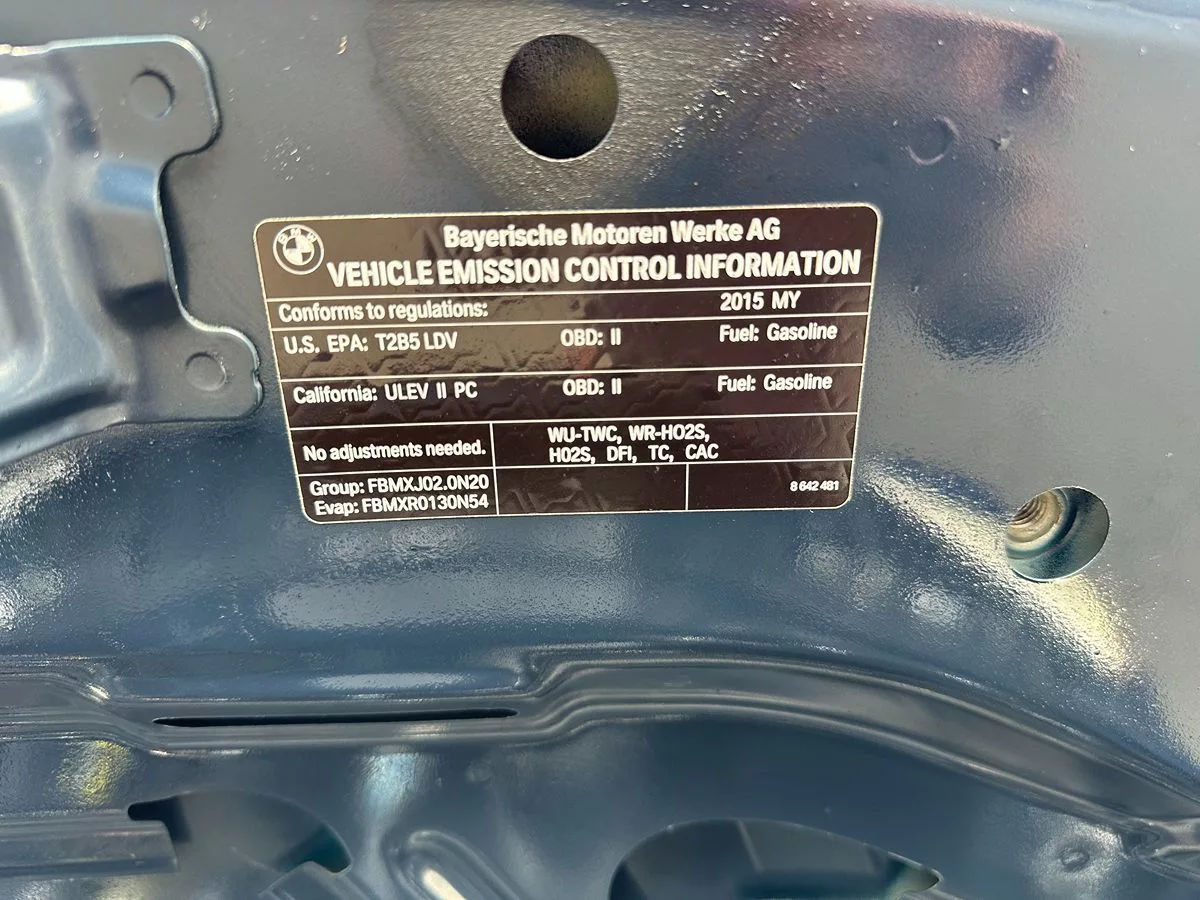 BMW
Bayerische Motoren Werke AG
VEHICLE EMISSION CONTROL INFORMATION
Conforms to regulations: 2015 MY
U.S. EPA: T2B5 LDV OBD: II Fuel: Gasoline
California: ULEV II PC OBD: II Fuel: Gasoline
No adjustments needed.
WU-TWC, WR-HO2S,
HO2S, DFI, TC, CAC
Group: FBMXJ02.0N20
Evap: FBMXR0130N54
8 642 481